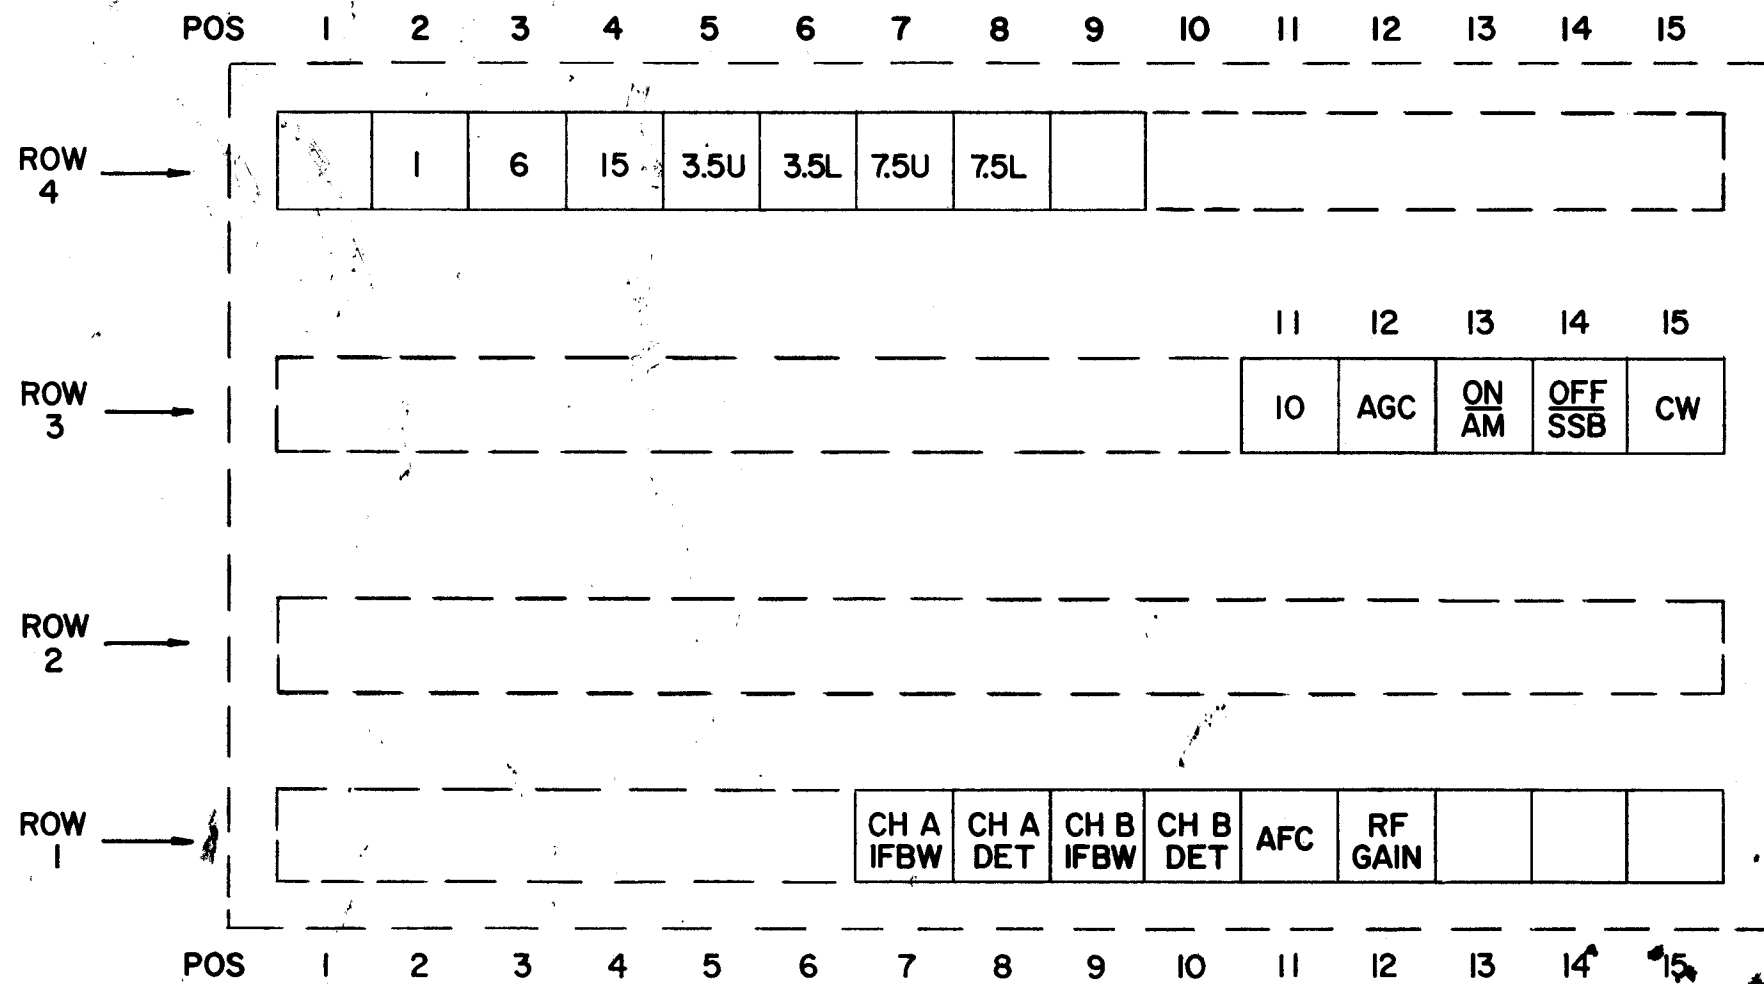 POS 1 2 3 4 5 6 7 8 9 10 11 12 13 14 15
ROW 4
1 6 15 3.5U 3.5L 7.5U 7.5L
11 12 13 14 15
ROW 3
10 AGC ON AM OFF SSB CW
ROW 2
ROW 1
CH A IFBW CH A DET CH B IFBW CH B DET AFC RF GAIN
POS 1 2 3 4 5 6 7 8 9 10 11 12 13 14 15